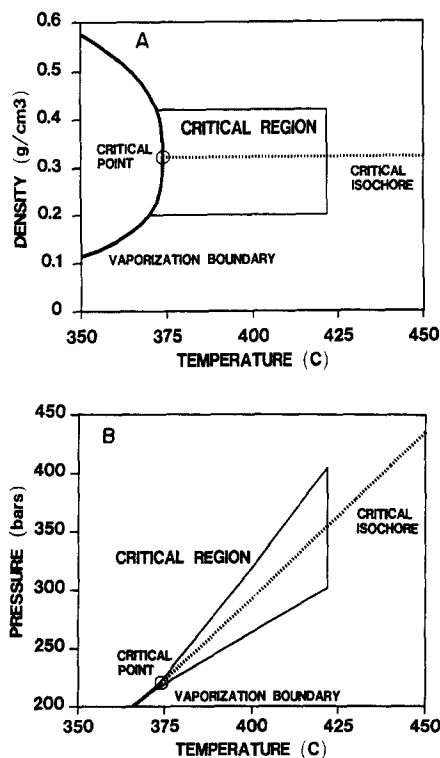 0.6
A
0.5
0.4
CRITICAL REGION
CRITICAL
POINT
0.3
CRITICAL
ISOCHORE
0.2
0.1
VAPORIZATION BOUNDARY
0
DENSITY (g/cm3)
350
375
400
425
450
TEMPERATURE (C)
450
B
400
CRITICAL
ISOCHORE
350
CRITICAL REGION
300
250
CRITICAL
POINT
VAPORIZATION BOUNDARY
200
PRESSURE (bars)
350
375
400
425
450
TEMPERATURE (C)